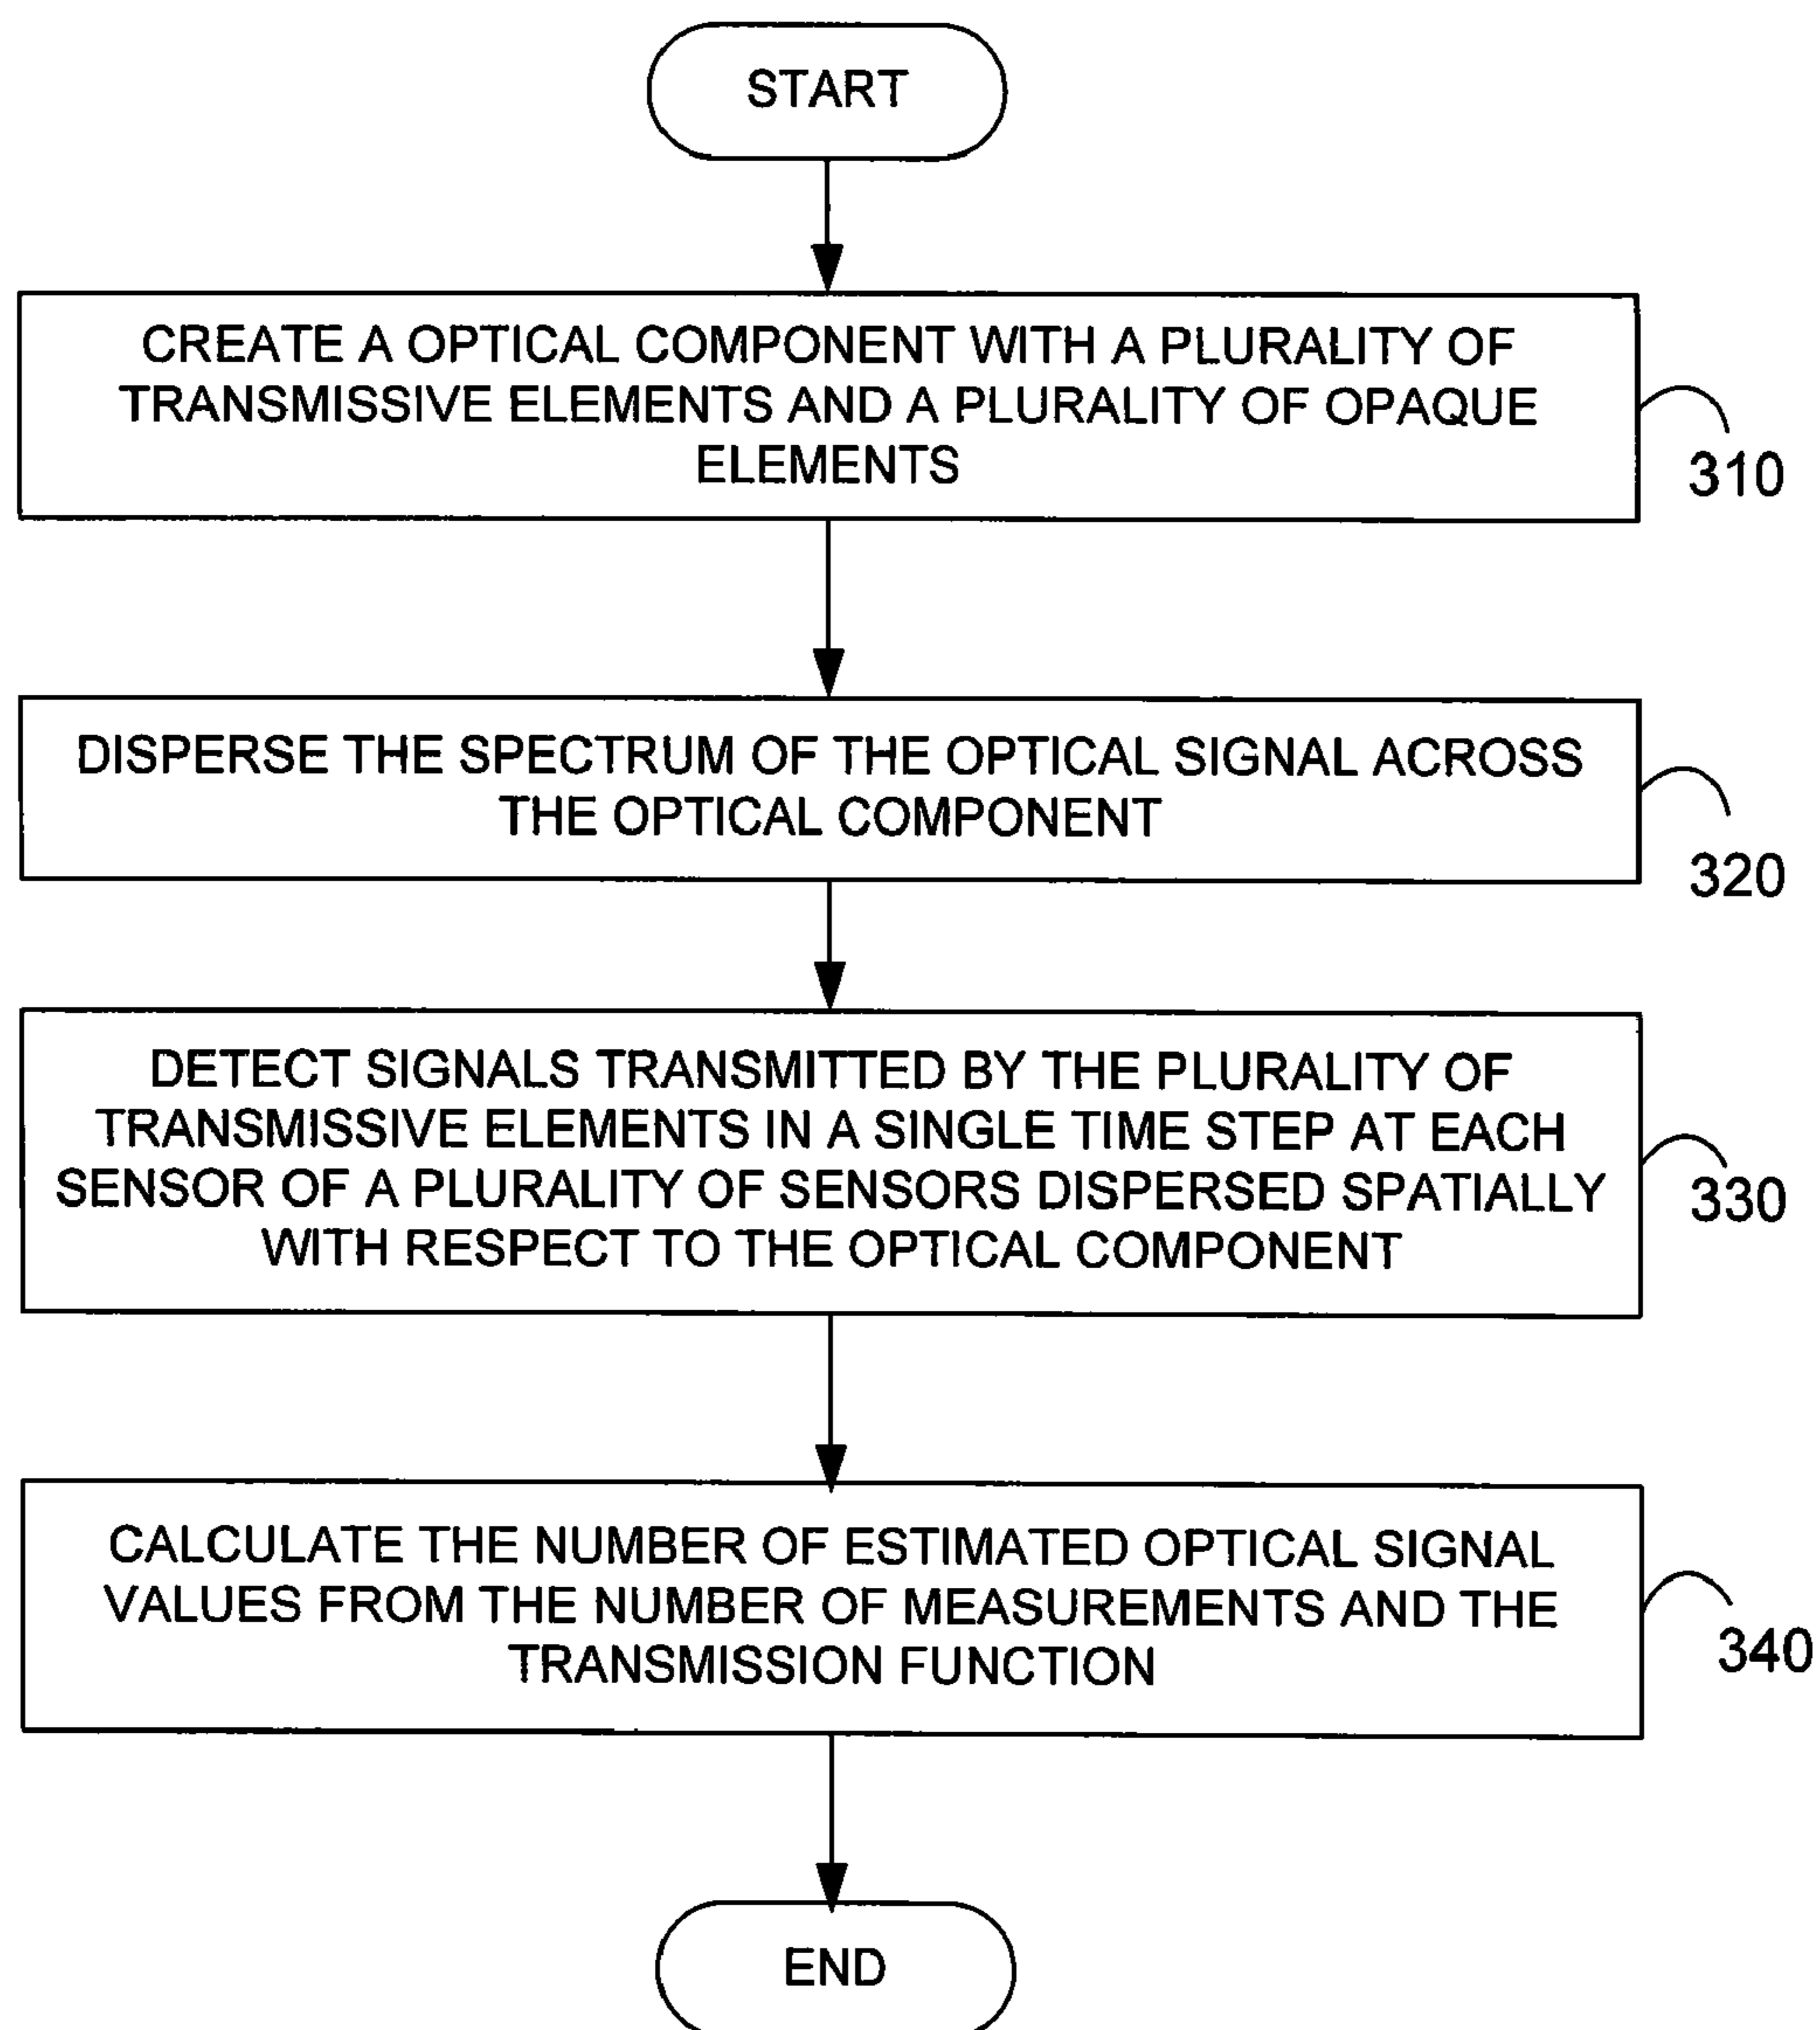 START
CREATE A OPTICAL COMPONENT WITH A PLURALITY OF
TRANSMISSIVE ELEMENTS AND A PLURALITY OF OPAQUE
ELEMENTS
310
DISPERSE THE SPECTRUM OF THE OPTICAL SIGNAL ACROSS
THE OPTICAL COMPONENT
320
DETECT SIGNALS TRANSMITTED BY THE PLURALITY OF
TRANSMISSIVE ELEMENTS IN A SINGLE TIME STEP AT EACH
SENSOR OF A PLURALITY OF SENSORS DISPERSED SPATIALLY
WITH RESPECT TO THE OPTICAL COMPONENT
330
CALCULATE THE NUMBER OF ESTIMATED OPTICAL SIGNAL
VALUES FROM THE NUMBER OF MEASUREMENTS AND THE
TRANSMISSION FUNCTION
340
END